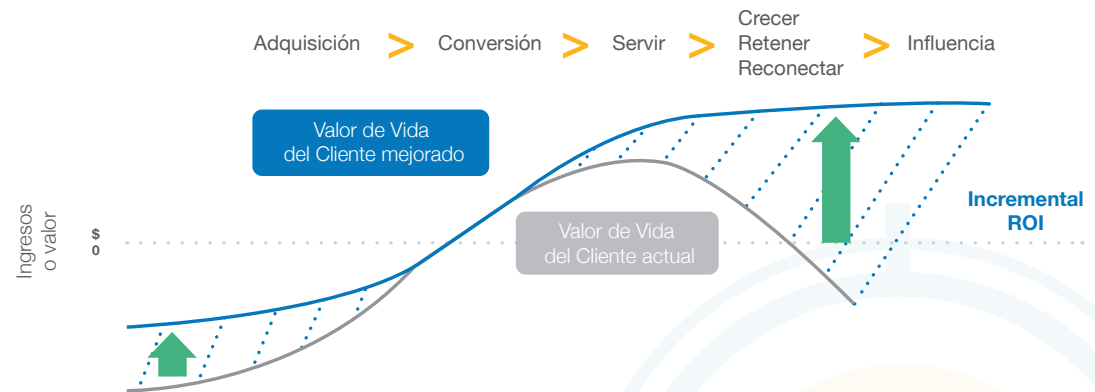 Adquisición > Conversión > Servir > Crecer Retener Reconectar > Influencia
Valor de Vida
del Cliente mejorado
Ingresos
o valor
$
0
Valor de Vida
del Cliente actual
Incremental
ROI